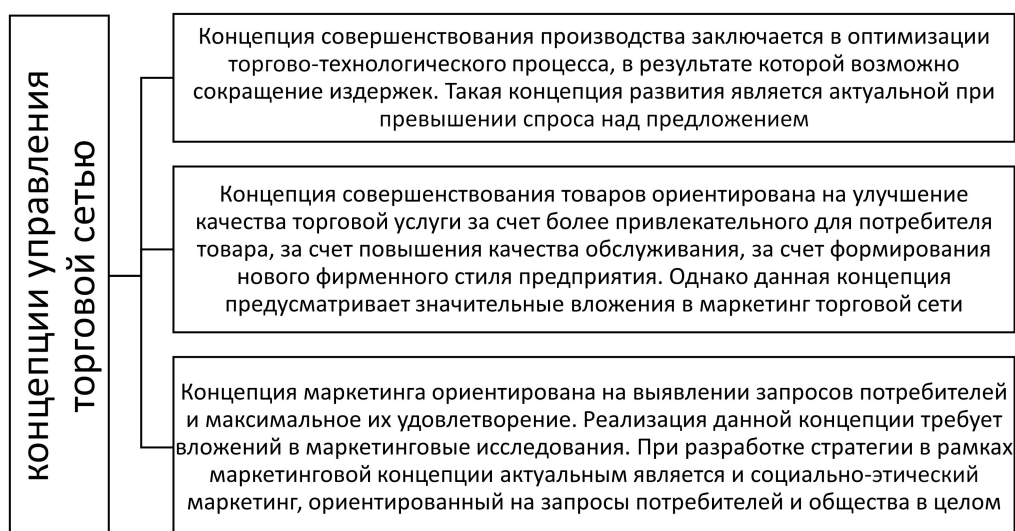 концепции управления
торговой сетью
Концепция совершенствования производства заключается в оптимизации
торгово-технологического процесса, в результате которой возможно
сокращение издержек. Такая концепция развития является актуальной при
превышении спроса над предложением
Концепция совершенствования товаров ориентирована на улучшение
качества торговой услуги за счет более привлекательного для потребителя
товара, за счет повышения качества обслуживания, за счет формирования
нового фирменного стиля предприятия. Однако данная концепция
предусматривает значительные вложения в маркетинг торговой сети
Концепция маркетинга ориентирована на выявлении запросов потребителей
и максимальное их удовлетворение. Реализация данной концепции требует
вложений в маркетинговые исследования. При разработке стратегии в рамках
маркетинговой концепции актуальным является и социально-этический
маркетинг, ориентированный на запросы потребителей и общества в целом